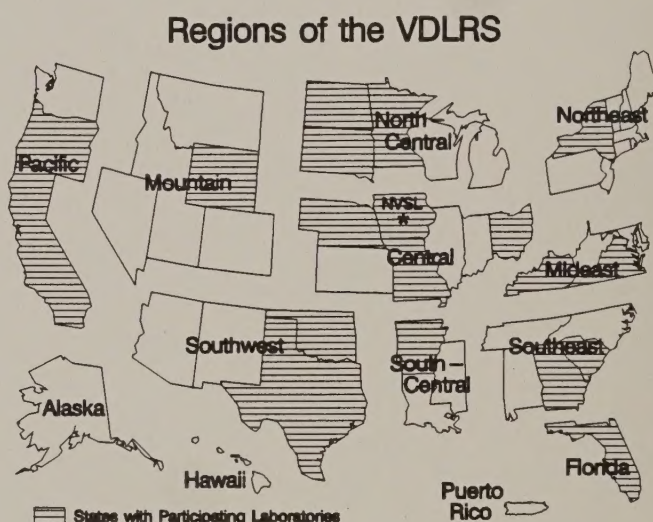 Regions of the VDLRS
Pacific
Mountain
North
Central
Northeast
NVSL
*
Central
Mideast
Southwest
South –
Central
Southeast
Alaska
Hawaii
Florida
Puerto
Rico
States with Participating Laboratories